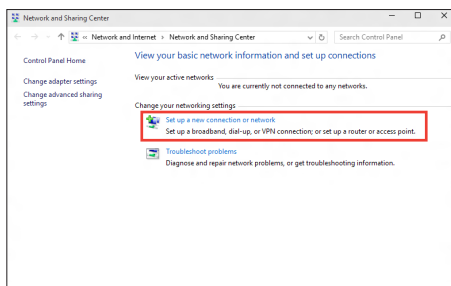 Network and Sharing Center
« Network and Internet › Network and Sharing Center
Search Control Panel
Control Panel Home
Change adapter settings
Change advanced sharing
settings
View your basic network information and set up connections
View your active networks
You are currently not connected to any networks.
Change your networking settings
Set up a new connection or network
Set up a broadband, dial-up, or VPN connection; or set up a router or access point.
Troubleshoot problems
Diagnose and repair network problems, or get troubleshooting information.